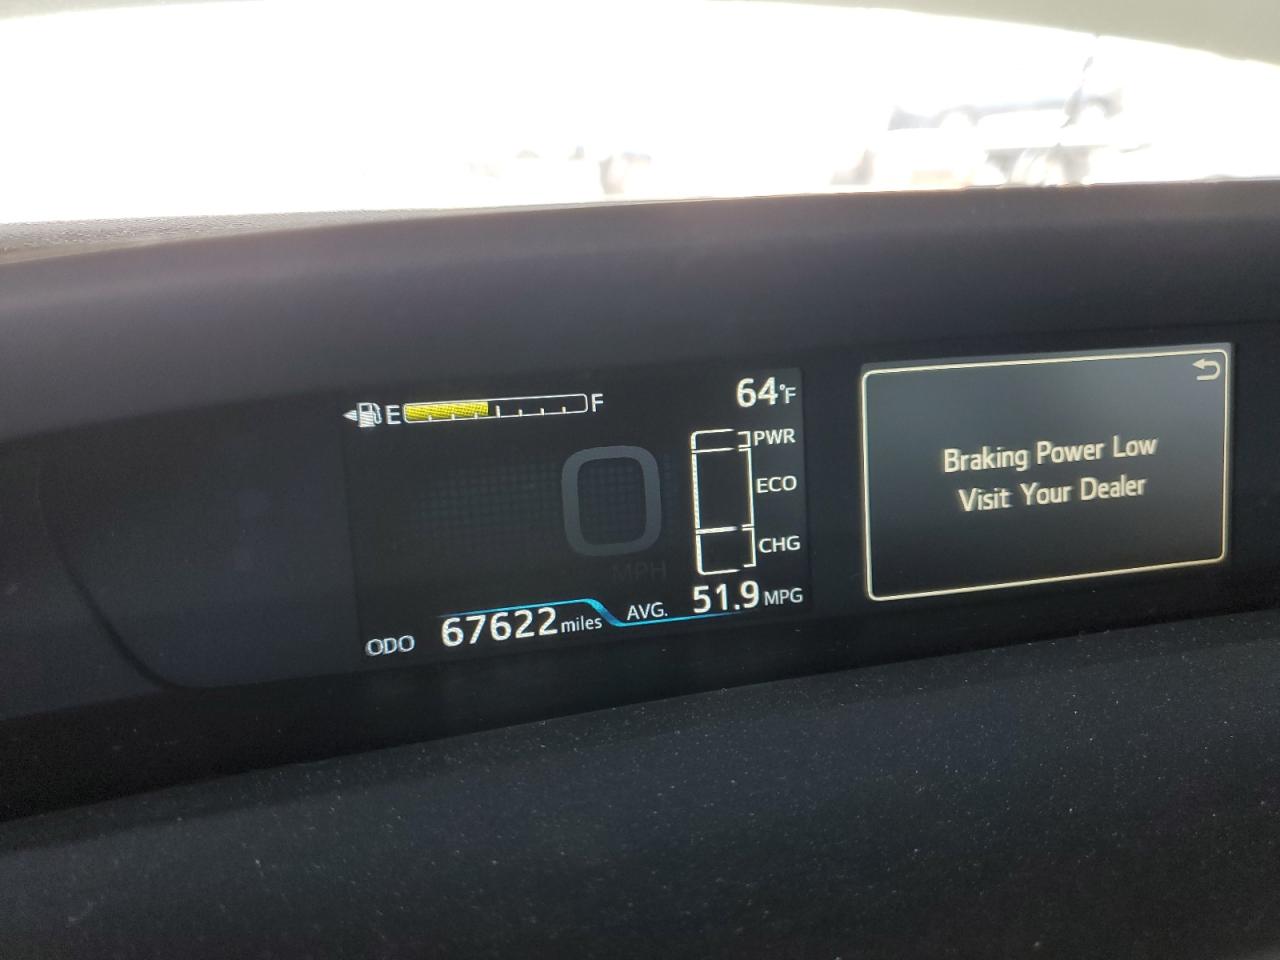 E F
64°F
PWR
ECO
CHG
0
MPH
ODO 67622 miles
AVG. 51.9 MPG
Braking Power Low
Visit Your Dealer